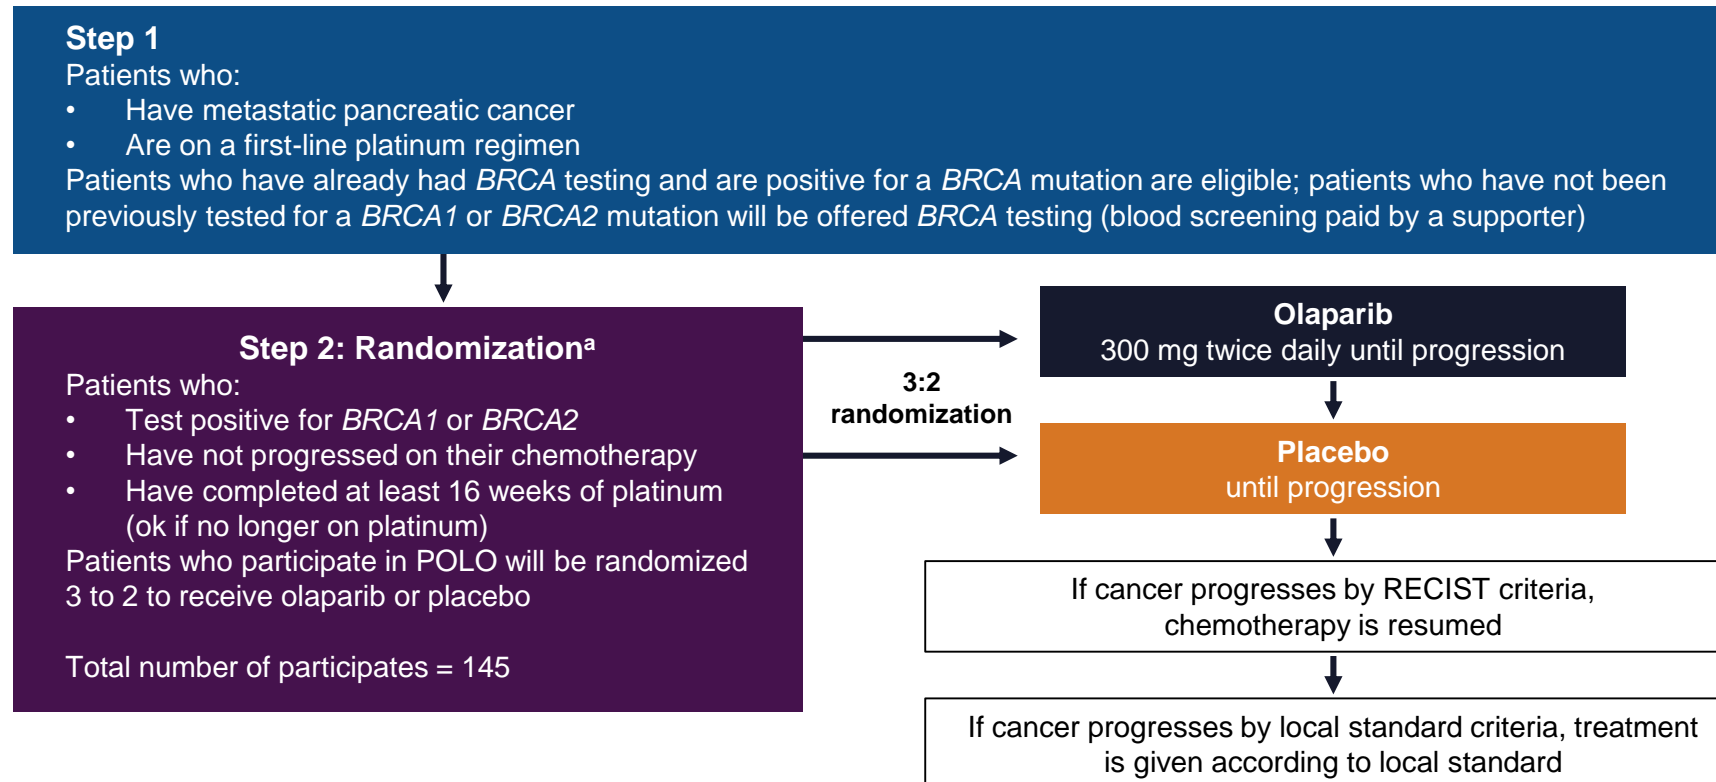 Step 1
Patients who:
• Have metastatic pancreatic cancer
• Are on a first-line platinum regimen
Patients who have already had BRCA testing and are positive for a BRCA mutation are eligible; patients who have not been
previously tested for a BRCA1 or BRCA2 mutation will be offered BRCA testing (blood screening paid by a supporter)
Step 2: Randomizationᵃ
Patients who:
• Test positive for BRCA1 or BRCA2
• Have not progressed on their chemotherapy
• Have completed at least 16 weeks of platinum
(ok if no longer on platinum)
Patients who participate in POLO will be randomized
3 to 2 to receive olaparib or placebo
Total number of participates = 145
3:2
randomization
Olaparib
300 mg twice daily until progression
Placebo
until progression
If cancer progresses by RECIST criteria,
chemotherapy is resumed
If cancer progresses by local standard criteria, treatment
is given according to local standard